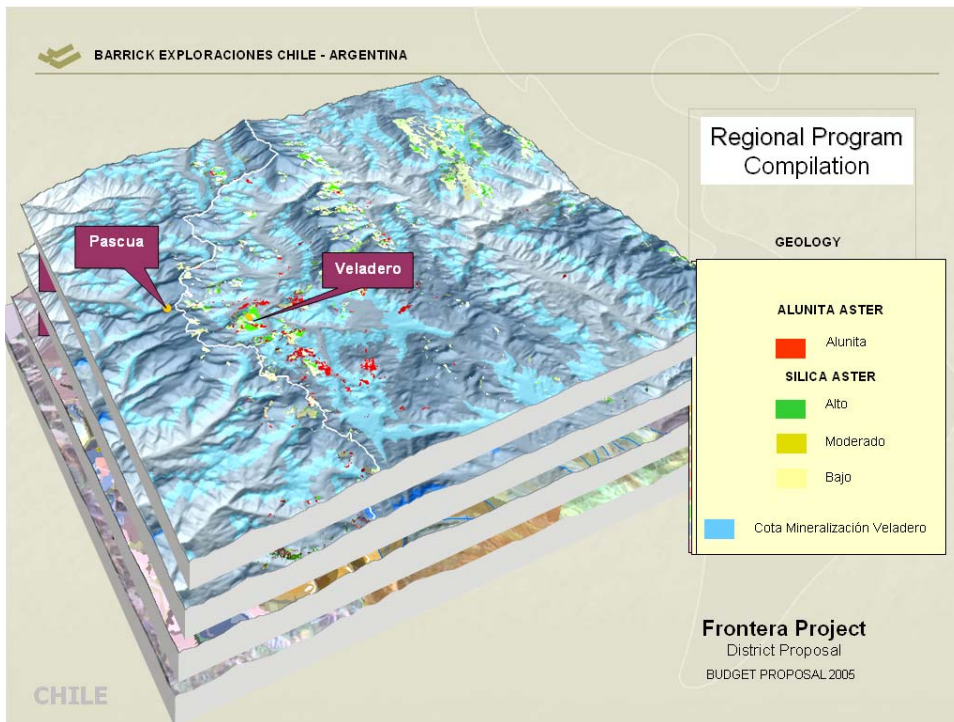 BARRICK EXPLORACIONES CHILE - ARGENTINA
Regional Program
Compilation
Pascua
Veladero
GEOLOGY
ALUNITA ASTER
Alunita
SILICA ASTER
Alto
Moderado
Bajo
Cota Mineralización Veladero
Frontera Project
District Proposal
BUDGET PROPOSAL 2005
CHILE